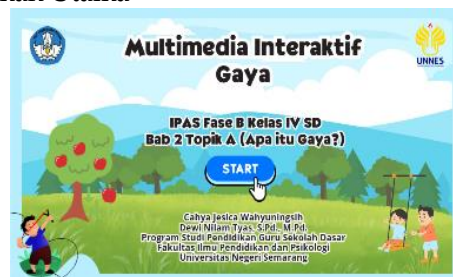 Multimedia Interaktif
Gaya
UNNES
IPAS Fase B Kelas IV SD
Bab 2 Topik A (Apa itu Gaya?)
START
Cahya Jesica Wahyuningsih
Dewi Nilam Tyas, S.Pd., M.Pd.
Program Studi Pendidikan Guru Sekolah Dasar
Fakultas Ilmu Pendidikan dan Psikologi
Universitas Negeri Semarang